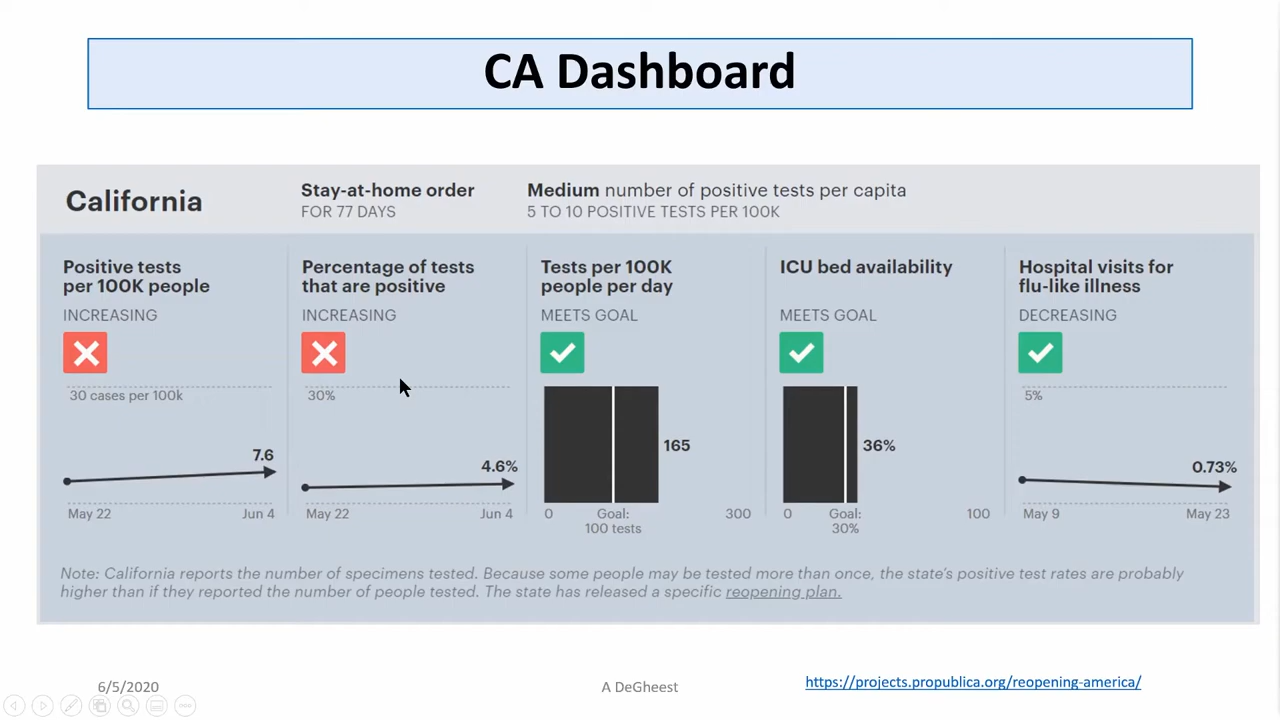 CA Dashboard
California
Stay-at-home order
FOR 77 DAYS
Medium number of positive tests per capita
5 TO 10 POSITIVE TESTS PER 100K
Positive tests
per 100K people
INCREASING
30 cases per 100k
7.6
May 22
Jun 4
Percentage of tests
that are positive
INCREASING
30%
4.6%
May 22
Jun 4
Tests per 100K
people per day
MEETS GOAL
165
0
Goal:
100 tests
300
ICU bed availability
MEETS GOAL
36%
0
Goal:
30%
100
Hospital visits for
flu-like illness
DECREASING
5%
0.73%
May 9
May 23
Note: California reports the number of specimens tested. Because some people may be tested more than once, the state's positive test rates are probably
higher than if they reported the number of people tested. The state has released a specific reopening plan.
6/5/2020
A DeGheest
https://projects.propublica.org/reopening-america/